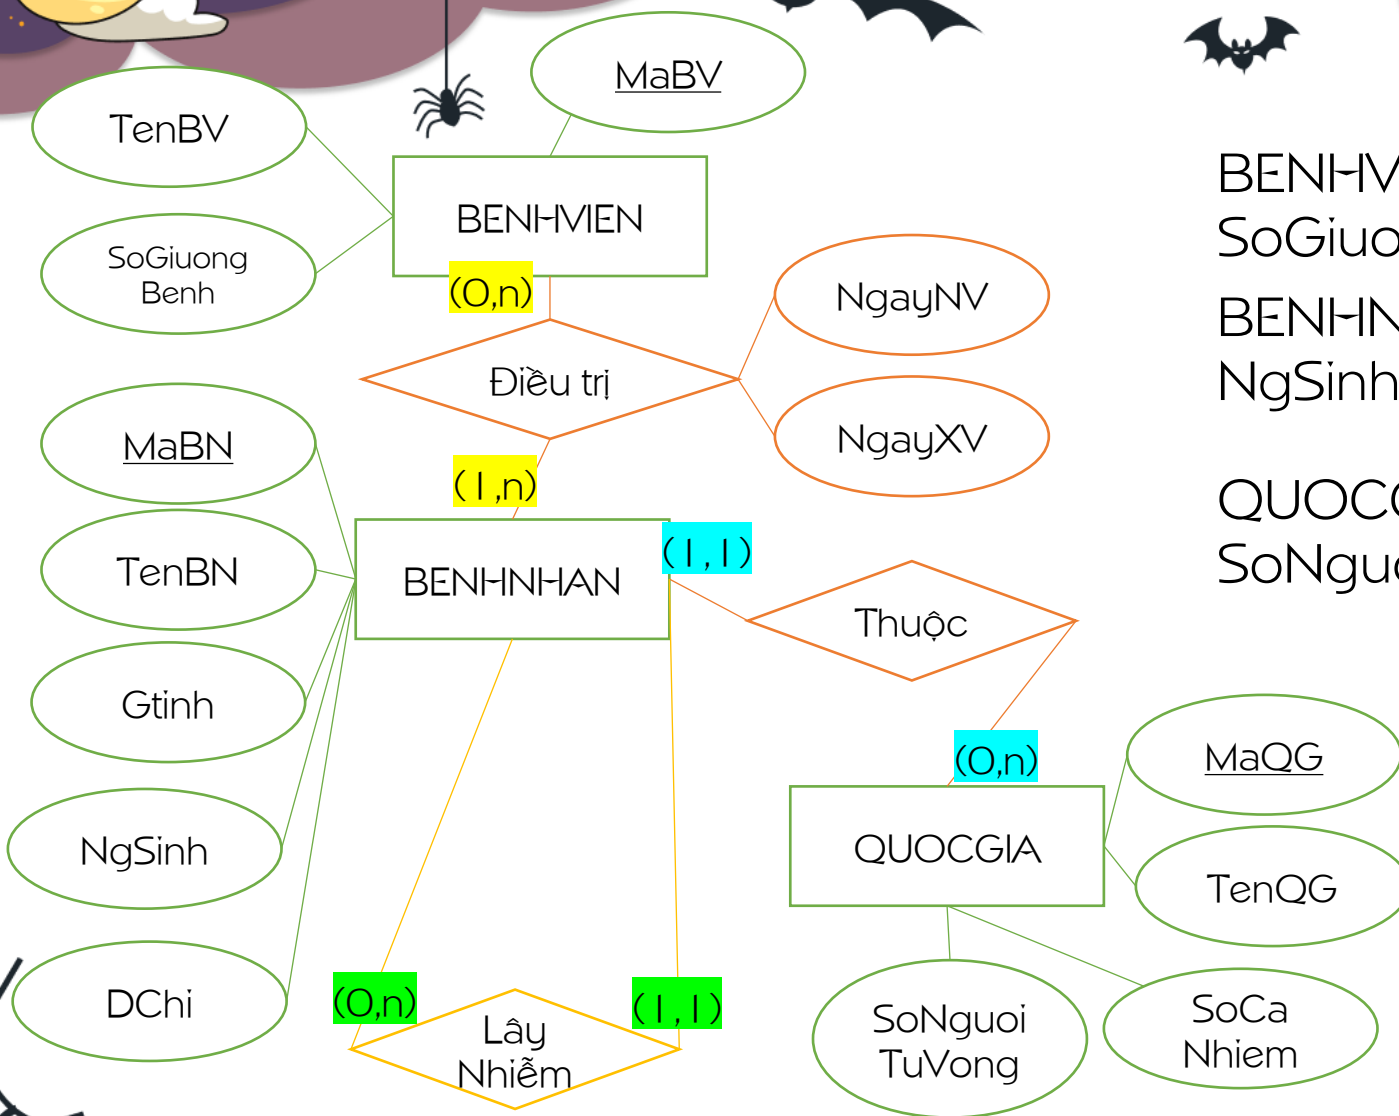 MaBV
TenBV
BENHVIEN
SoGiuong
Benh
(0,n)
NgayNV
Điều trị
NgayXV
MaBN
(1,n)
TenBN
BENHNHAN
(1,1)
Thuộc
Gtinh
(0,n)
MaQG
NgSinh
QUOCGIA
TenQG
DChi
(0,n)
(1,1)
Lây
Nhiễm
SoNguoi
TuVong
SoCa
Nhiem
NgSinh